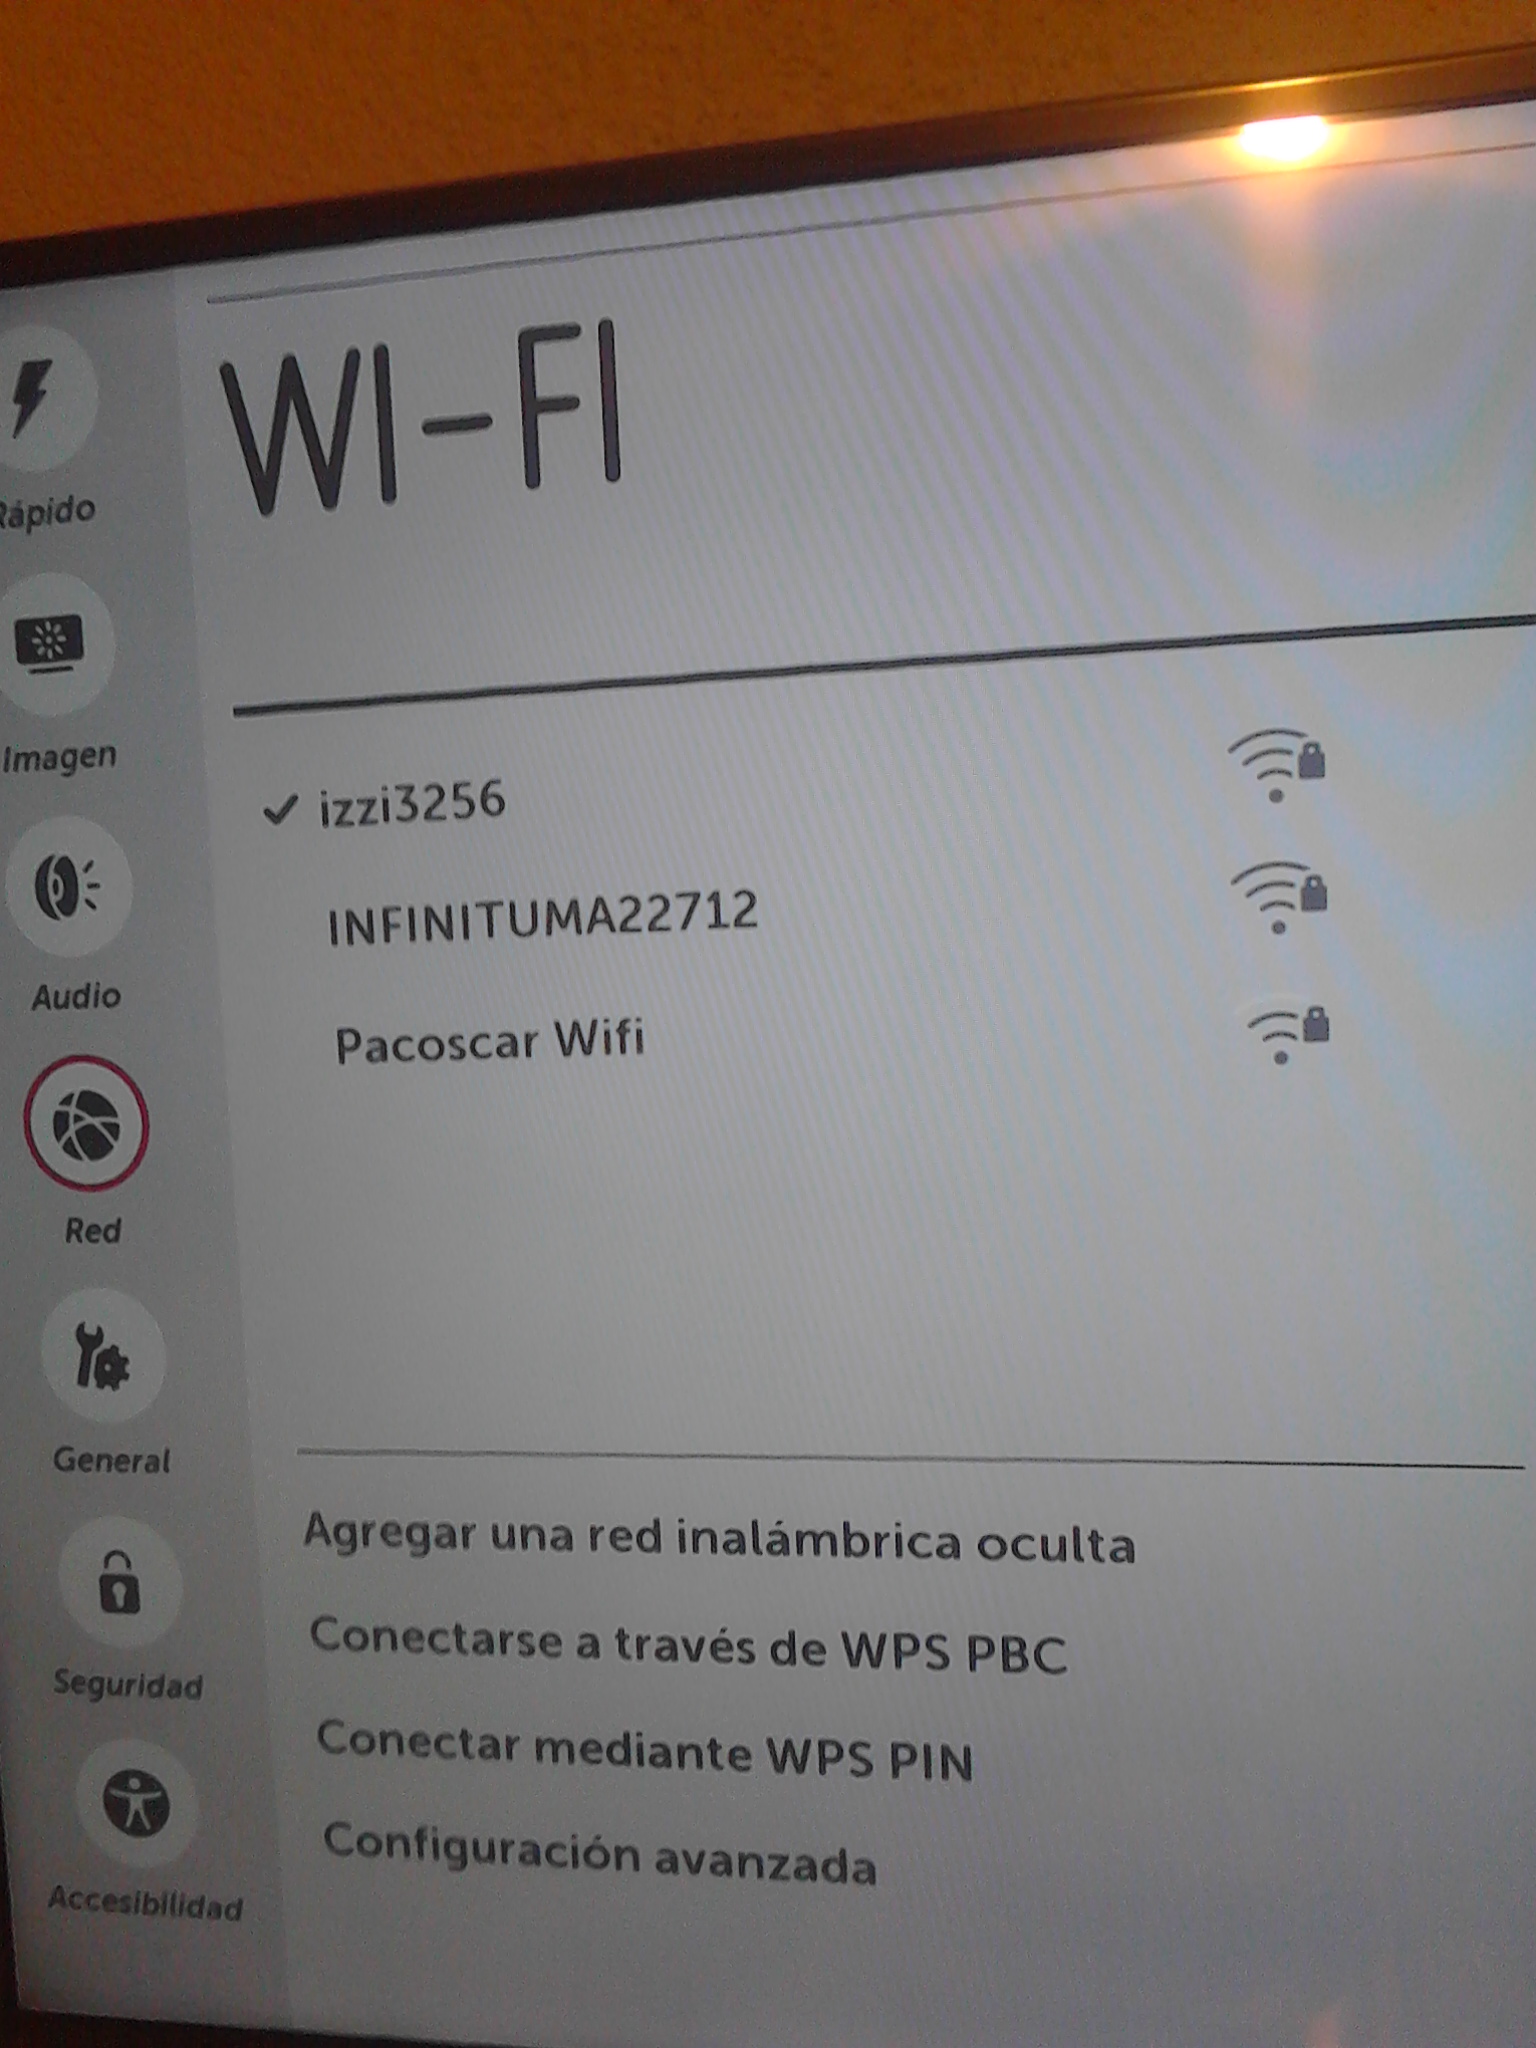 WI-FI
Rápido
Imagen
Audio
Red
General
Seguridad
Accesibilidad
izzi3256
INFINITUMA22712
Pacoscar Wifi
Agregar una red inalámbrica oculta
Conectarse a través de WPS PBC
Conectar mediante WPS PIN
Configuración avanzada